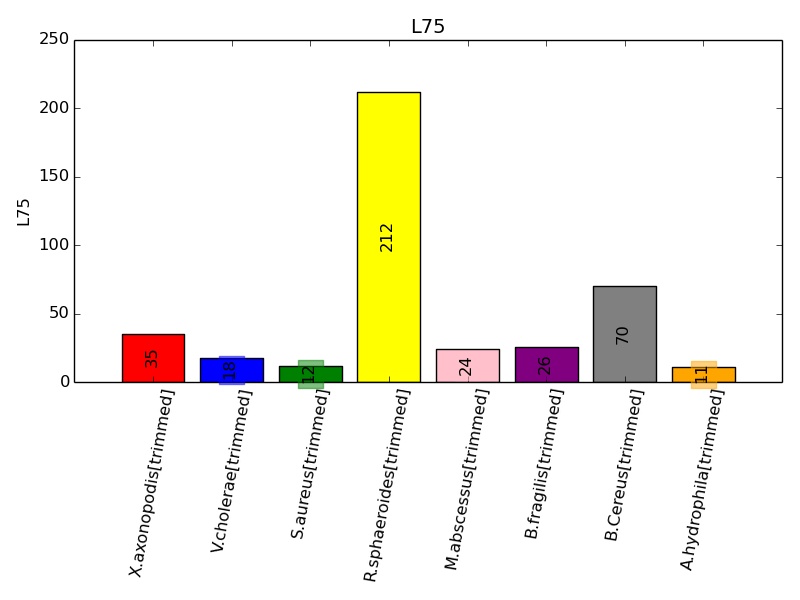 L75
250
200
150
100
50
0
L75
35
18
12
212
24
26
70
11
X.axonopodis[trimmed]
V.cholerae[trimmed]
S.aureus[trimmed]
R.sphaeroides[trimmed]
M.abscessus[trimmed]
B.fragilis[trimmed]
B.Cereus[trimmed]
A.hydrophila[trimmed]